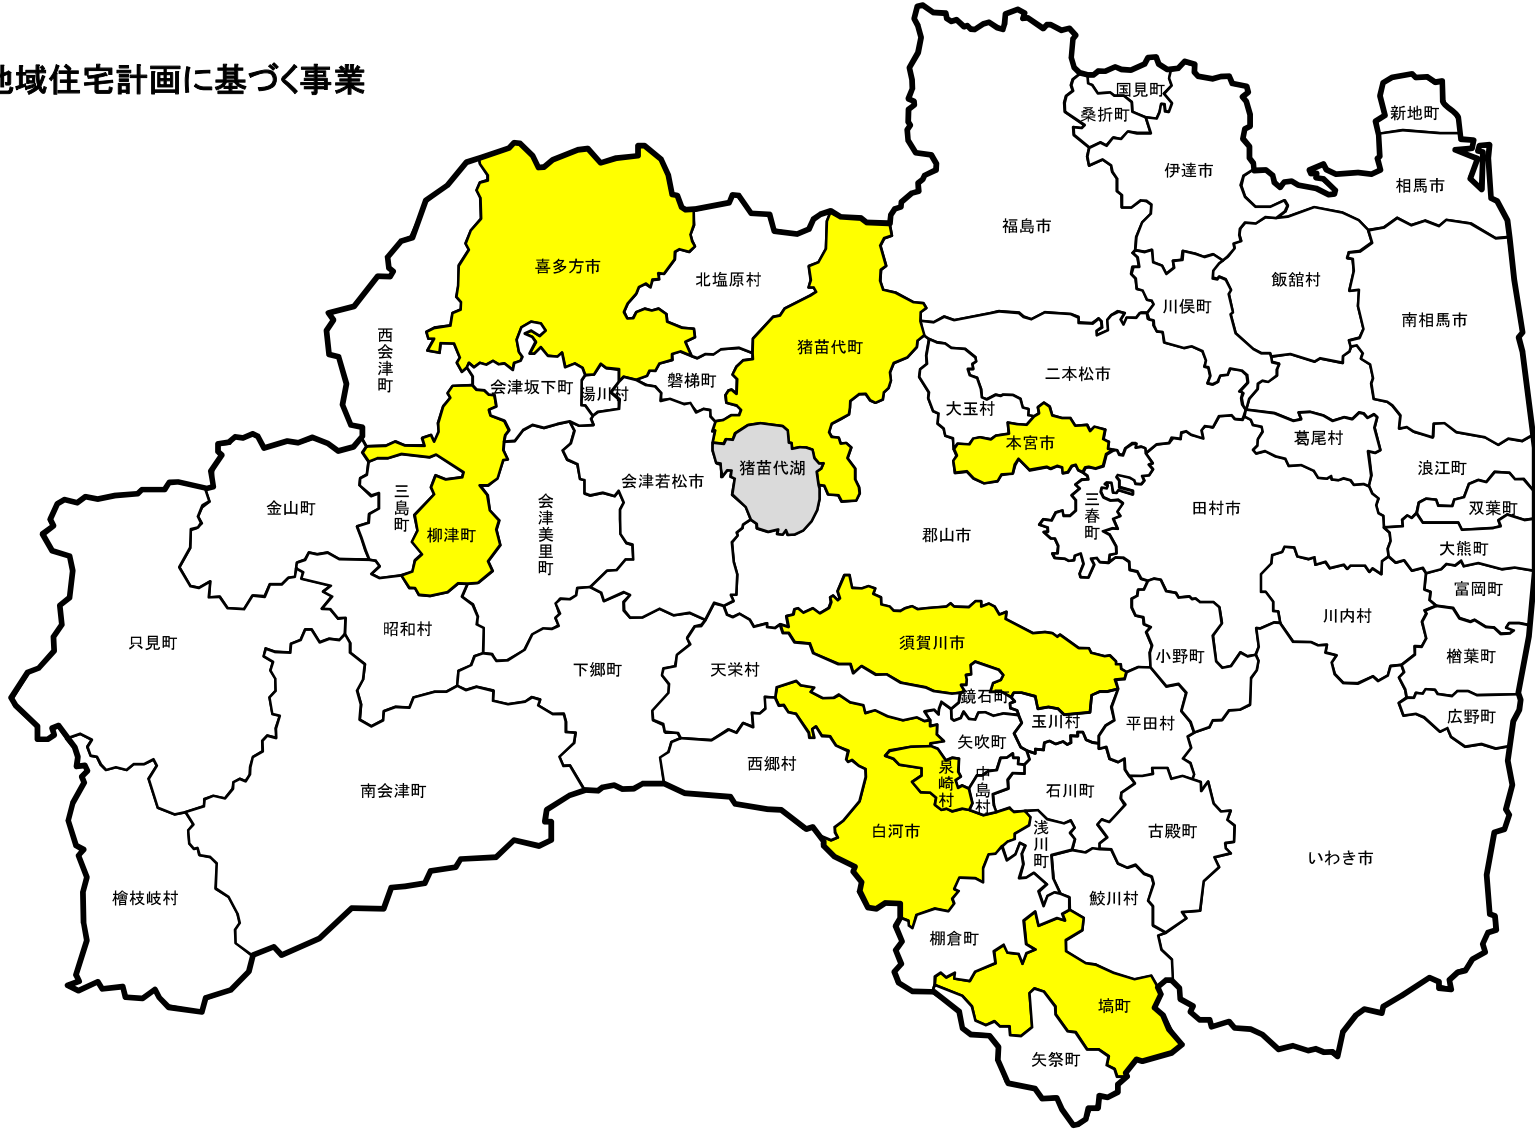 地域住宅計画に基づく事業
国見町
桑折町
新地町
伊達市
相馬市
福島市
喜多方市
北塩原村
飯舘村
川俣町
南相馬市
西会津町
猪苗代町
二本松市
会津坂下町
湯川村
磐梯町
大玉村
葛尾村
本宮市
浪江町
猪苗代湖
会津若松市
金山町
三島町
柳津町
会津美里町
郡山市
三春町
田村市
双葉町
大熊町
富岡町
川内村
只見町
昭和村
下郷町
天栄村
須賀川市
小野町
楢葉町
鏡石町
玉川村
平田村
広野町
矢吹町
西郷村
泉崎村
中島村
石川町
南会津町
白河市
浅川町
古殿町
いわき市
檜枝岐村
鮫川村
棚倉町
塙町
矢祭町